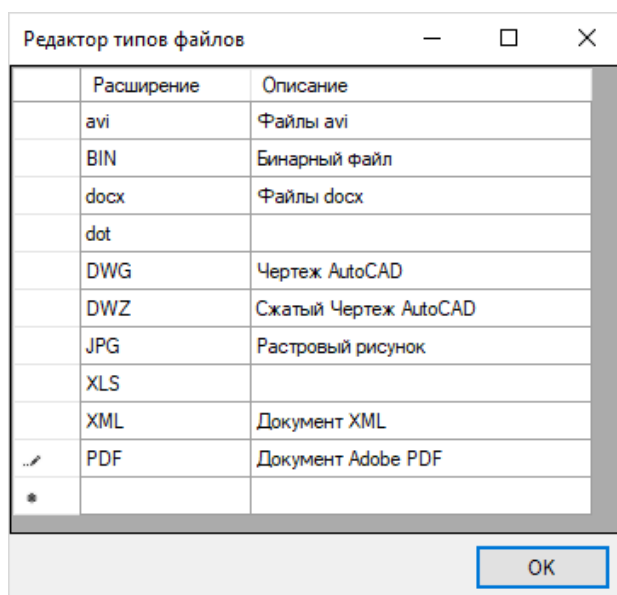 Редактор типов файлов
Расширение Описание
avi Файлы avi
BIN Бинарный файл
docx Файлы docx
dot
DWG Чертеж AutoCAD
DWZ Сжатый Чертеж AutoCAD
JPG Растровый рисунок
XLS
XML Документ XML
PDF Документ Adobe PDF
OK